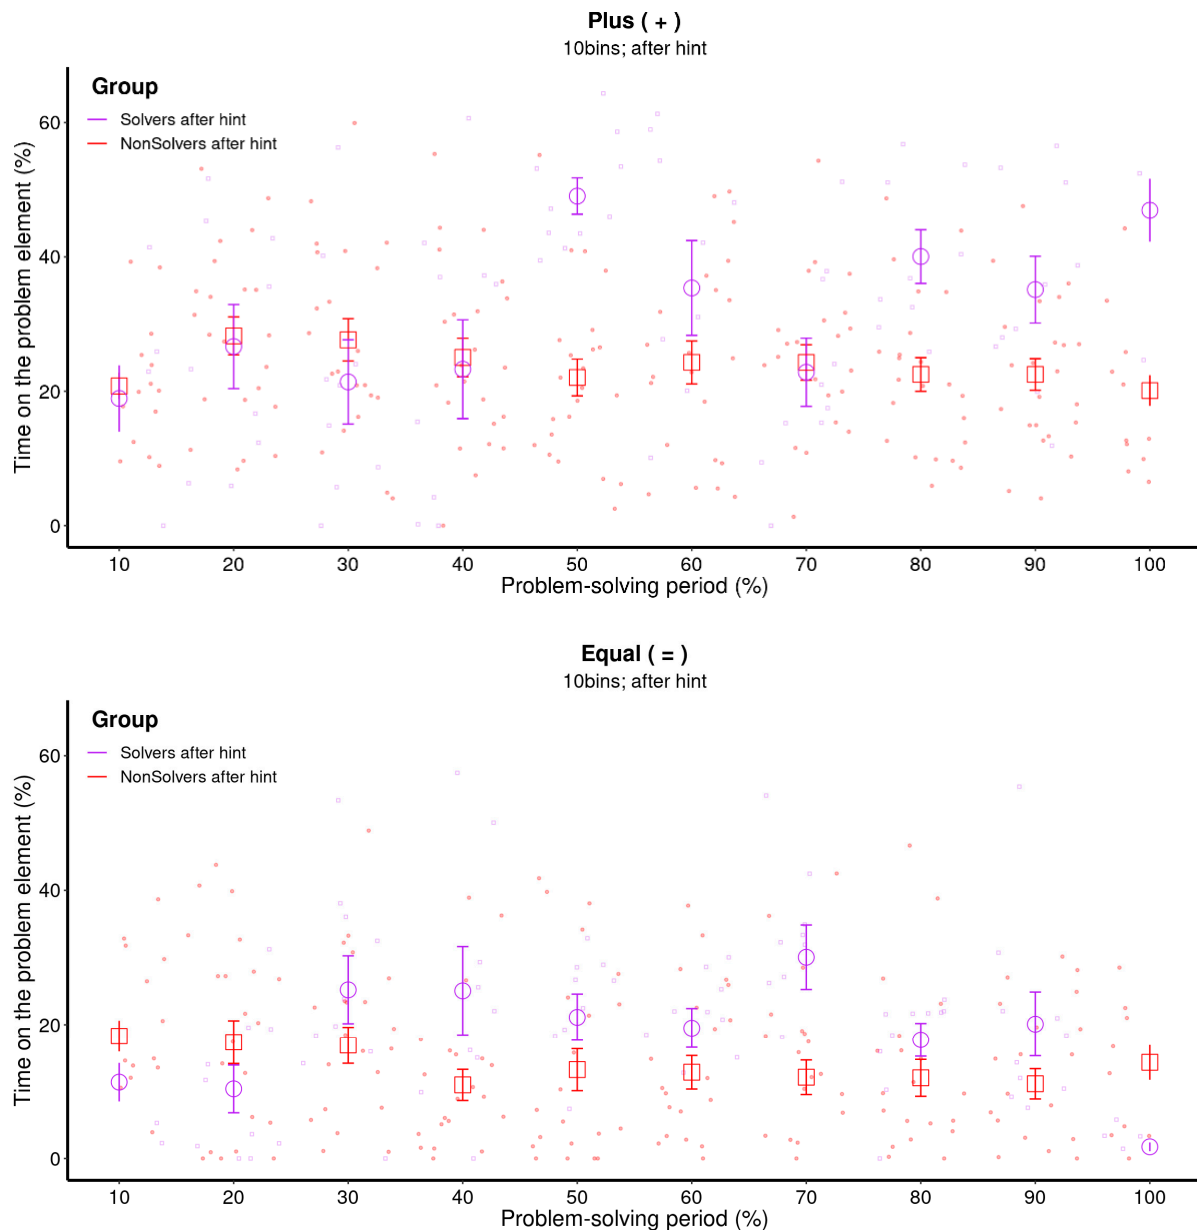 Plus ( + )
10bins; after hint
Group
Solvers after hint
NonSolvers after hint
Time on the problem element (%)
60
40
20
0
10 20 30 40 50 60 70 80 90 100
Problem-solving period (%)
Equal ( = )
10bins; after hint
Group
Solvers after hint
NonSolvers after hint
Time on the problem element (%)
60
40
20
0
10 20 30 40 50 60 70 80 90 100
Problem-solving period (%)